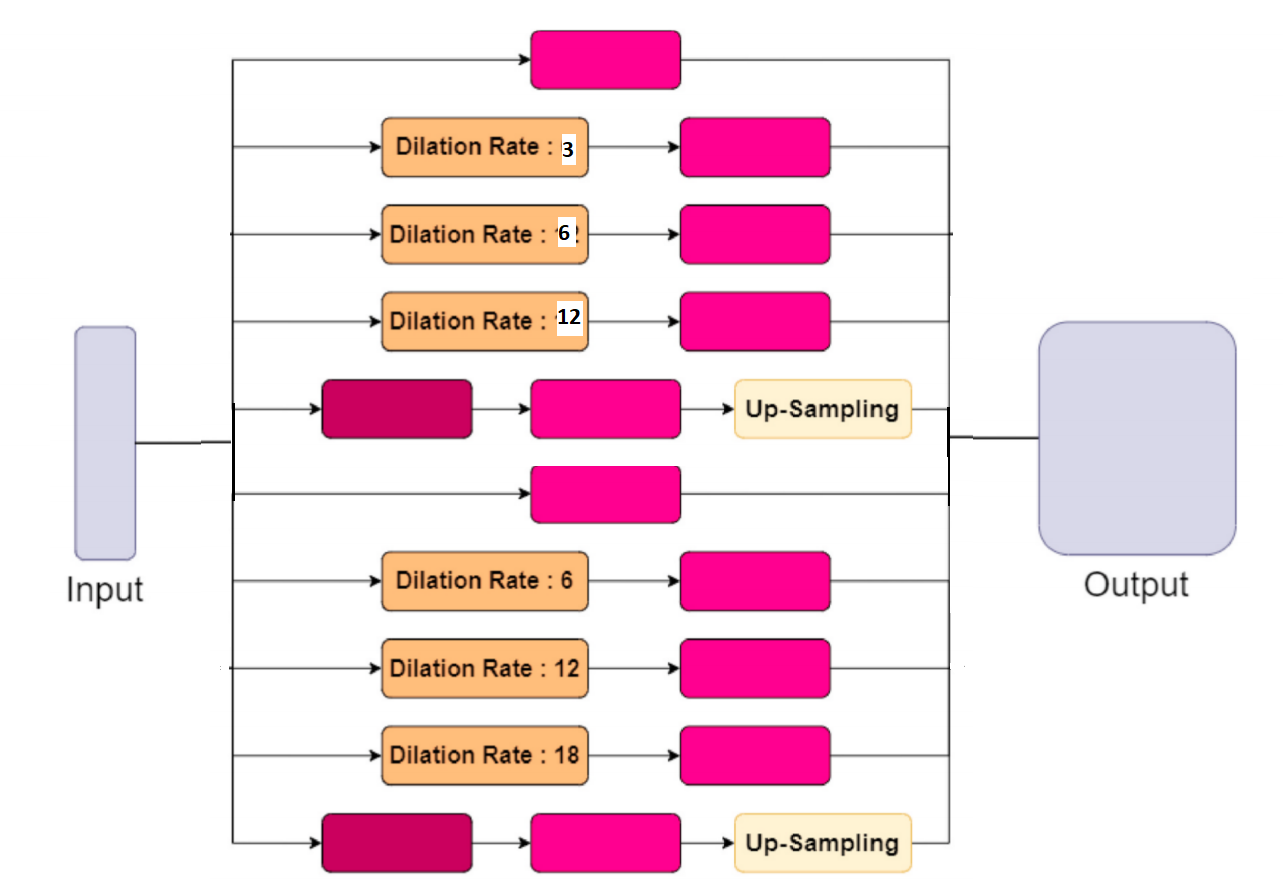 Dilation Rate : 3
Dilation Rate : 6
Dilation Rate : 12
Up-Sampling
Input
Output
Dilation Rate : 6
Dilation Rate : 12
Dilation Rate : 18
Up-Sampling